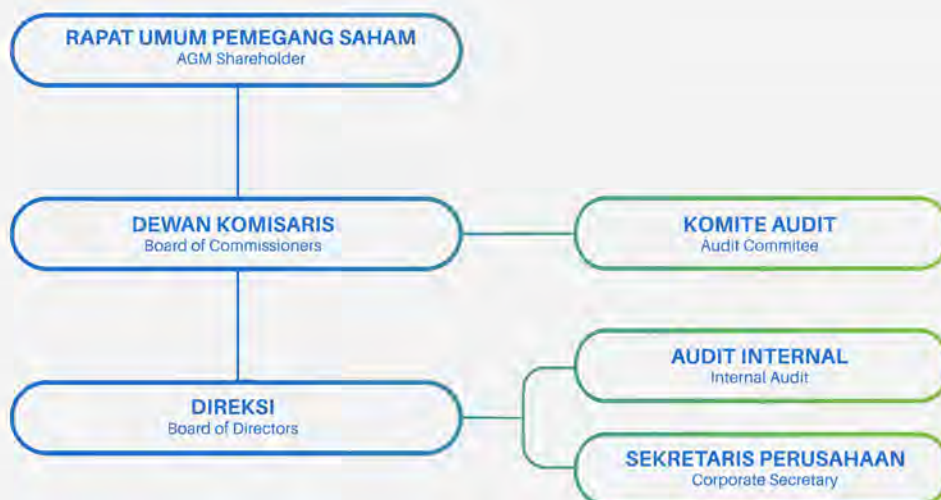 RAPAT UMUM PEMEGANG SAHAM
AGM Shareholder
DEWAN KOMISARIS
Board of Commissioners
KOMITE AUDIT
Audit Commitee
AUDIT INTERNAL
Internal Audit
DIREKSI
Board of Directors
SEKRETARIS PERUSAHAAN
Corporate Secretary